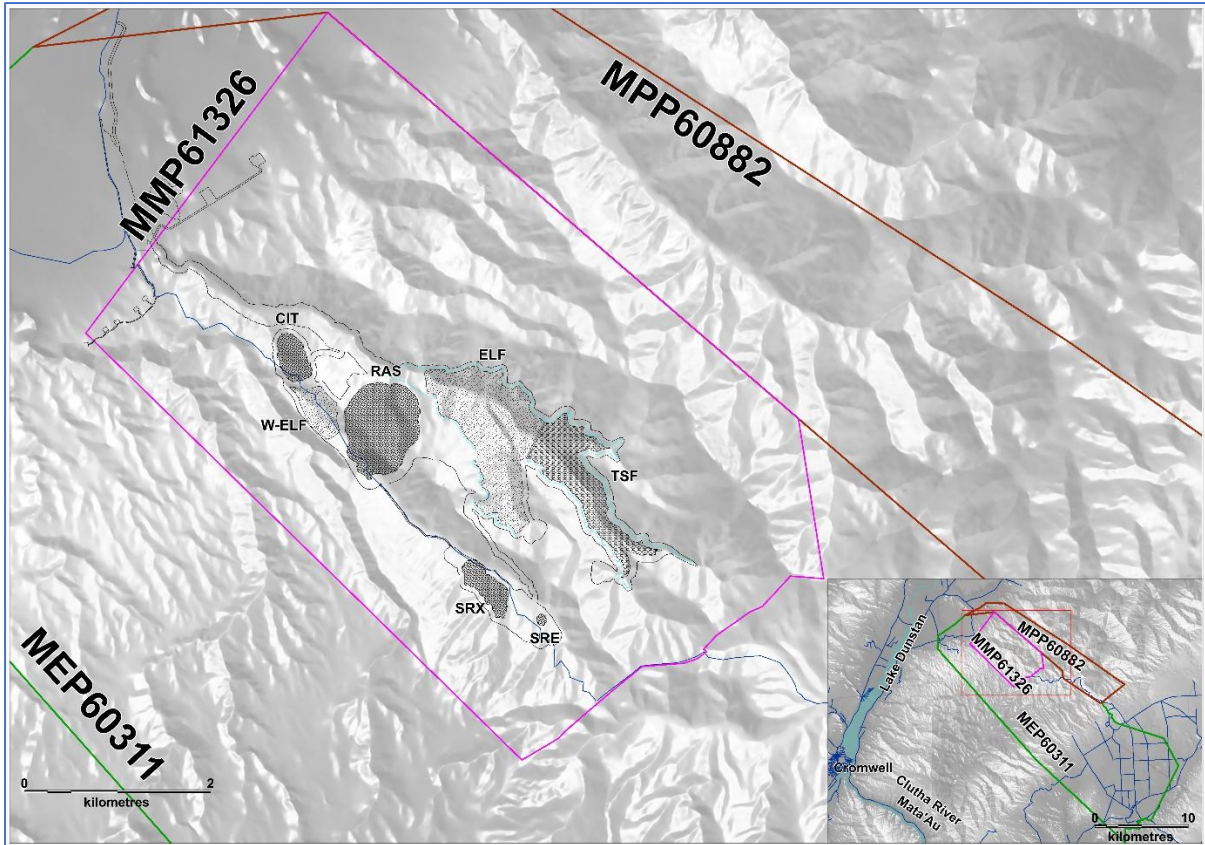 MMP61326
MPP60882
CIT
RAS
ELF
W-ELF
TSF
SRX
SRE
MEP60311
0 2
kilometres
Lake Dunstan
MPP60882
MMP61326
MEP60311
Cromwell
Clutha River
Mata'Au
0 10
kilometres